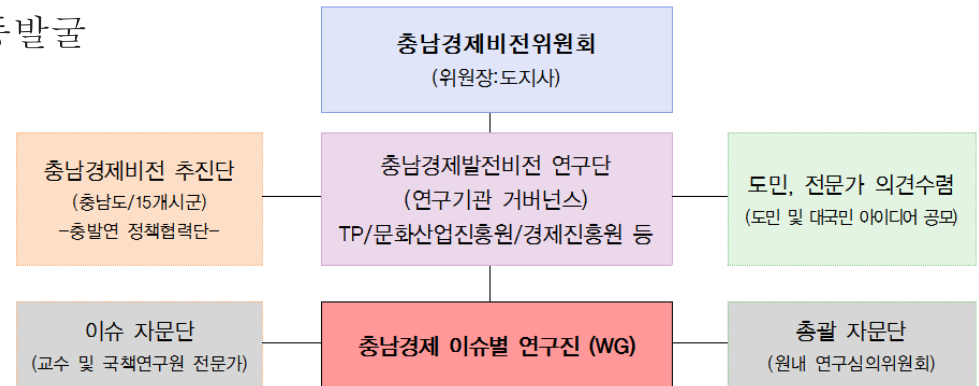 발굴
충남경제비전위원회
(위원장:도지사)
충남경제비전 추진단
(충남도/15개시군)
-충발연 정책협력단-
충남경제발전비전 연구단
(연구기관 거버넌스)
TP/문화산업진흥원/경제진흥원 등
도민, 전문가 의견수렴
(도민 및 대국민 아이디어 공모)
이슈 자문단
(교수 및 국책연구원 전문가)
충남경제 이슈별 연구진 (WG)
총괄 자문단
(원내 연구심의위원회)